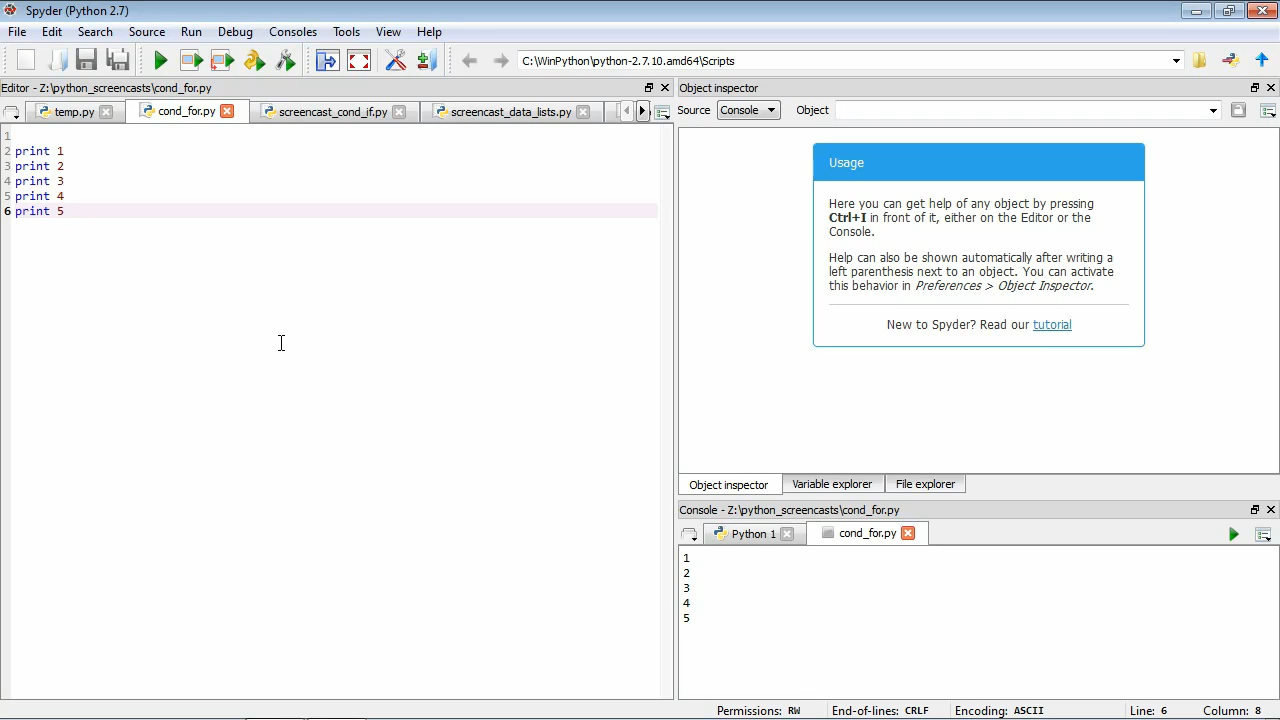 Spyder (Python 2.7)
File Edit Search Source Run Debug Consoles Tools View Help
C:\WinPython\python-2.7.10.amd64\Scripts
Editor - Z:\python_screencasts\cond_for.py
temp.py cond_for.py screencast_cond_if.py screencast_data_lists.py
1
2 print 1
3 print 2
4 print 3
5 print 4
6 print 5
Object inspector
Source Console Object
Usage
Here you can get help of any object by pressing
Ctrl+I in front of it, either on the Editor or the
Console.
Help can also be shown automatically after writing a
left parenthesis next to an object. You can activate
this behavior in Preferences > Object Inspector.
New to Spyder? Read our tutorial
Object inspector Variable explorer File explorer
Console - Z:\python_screencasts\cond_for.py
Python 1 cond_for.py
1
2
3
4
5
Permissions: RW End-of-lines: CRLF Encoding: ASCII Line: 6 Column: 8